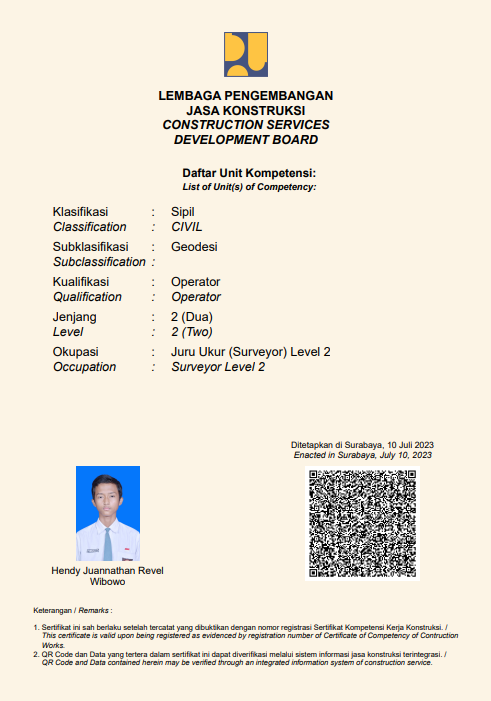 LEMBAGA PENGEMBANGAN
JASA KONSTRUKSI
CONSTRUCTION SERVICES
DEVELOPMENT BOARD
Daftar Unit Kompetensi:
List of Unit(s) of Competency:
Klasifikasi : Sipil
Classification : CIVIL
Subklasifikasi : Geodesi
Subclassification :
Kualifikasi : Operator
Qualification : Operator
Jenjang : 2 (Dua)
Level : 2 (Two)
Okupasi : Juru Ukur (Surveyor) Level 2
Occupation : Surveyor Level 2
Ditetapkan di Surabaya, 10 Juli 2023
Enacted in Surabaya, July 10, 2023
Hendy Juannathan Revel
Wibowo
Keterangan / Remarks :
1. Sertifikat ini sah berlaku setelah tercatat yang dibuktikan dengan nomor registrasi Sertifikat Kompetensi Kerja Konstruksi. /
This certificate is valid upon being registered as evidenced by registration number of Certificate of Competency of Contruction
Works.
2. QR Code dan Data yang tertera dalam sertifikat ini dapat diverifikasi melalui sistem informasi jasa konstruksi terintegrasi. /
QR Code and Data contained herein may be verified through an integrated information system of construction service.